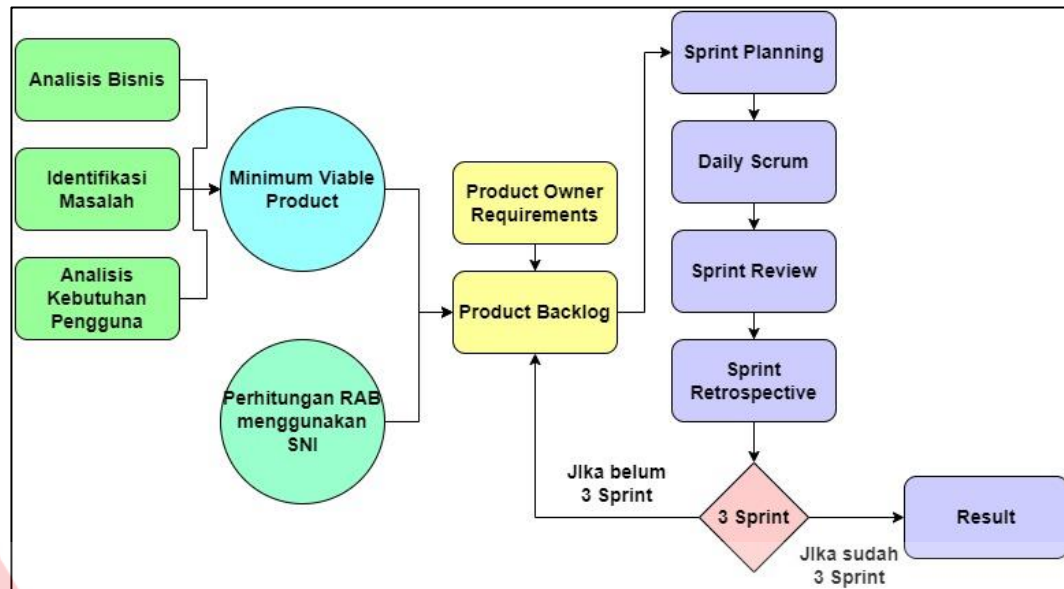 Analisis Bisnis
Identifikasi
Masalah
Analisis
Kebutuhan
Pengguna
Minimum Viable
Product
Perhitungan RAB
menggunakan
SNI
Product Owner
Requirements
Product Backlog
Sprint Planning
Daily Scrum
Sprint Review
Sprint
Retrospective
3 Sprint
JIka belum
3 Sprint
JIka sudah
3 Sprint
Result